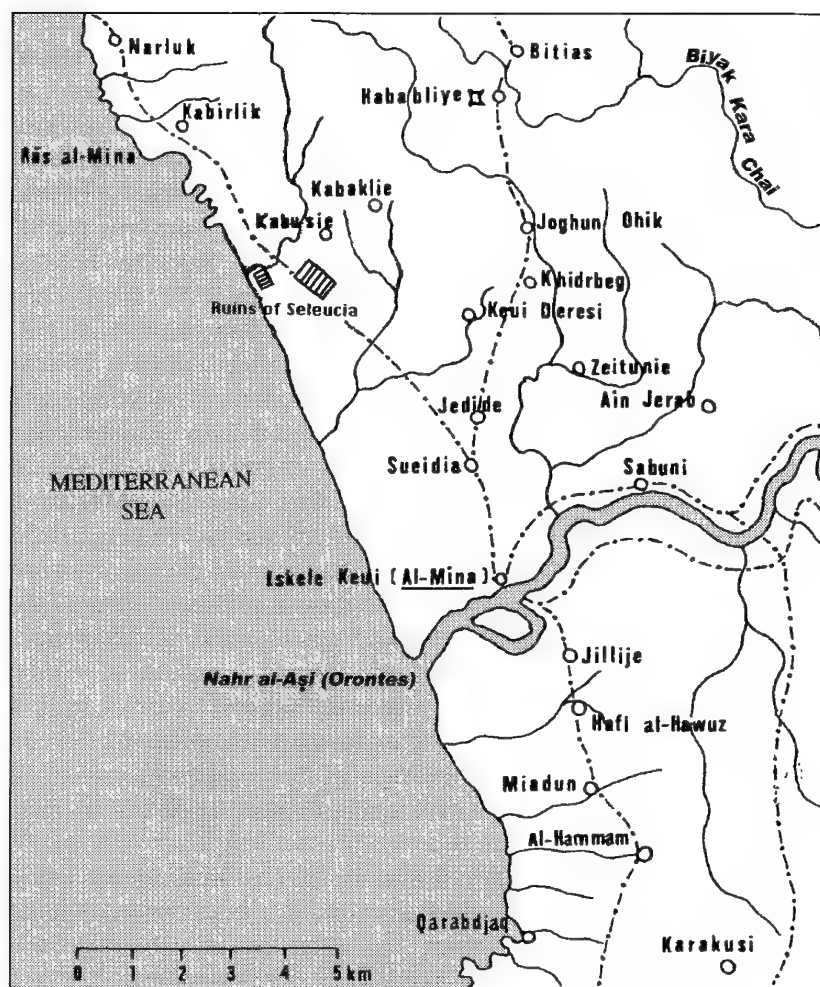 Narluk
Bitias
Biyak Kara Chai
Hababliye
Kabirlik
Râs al-Mina
Kabaklie
Kabusie
Joghun Ohik
Khidrbeg
Ruins of Seleucia
Keui Deresi
Zeitunie
Ain Jerab
Jedide
Sueidia
Sabuni
MEDITERRANEAN
SEA
Iskele Keui (Al-Mina)
Jillije
Nahr al-Aşi (Orontes)
Hafi al-Hawuz
Miadun
Al-Hammam
Qarabdjaq
Karakusi
0 1 2 3 4 5 km